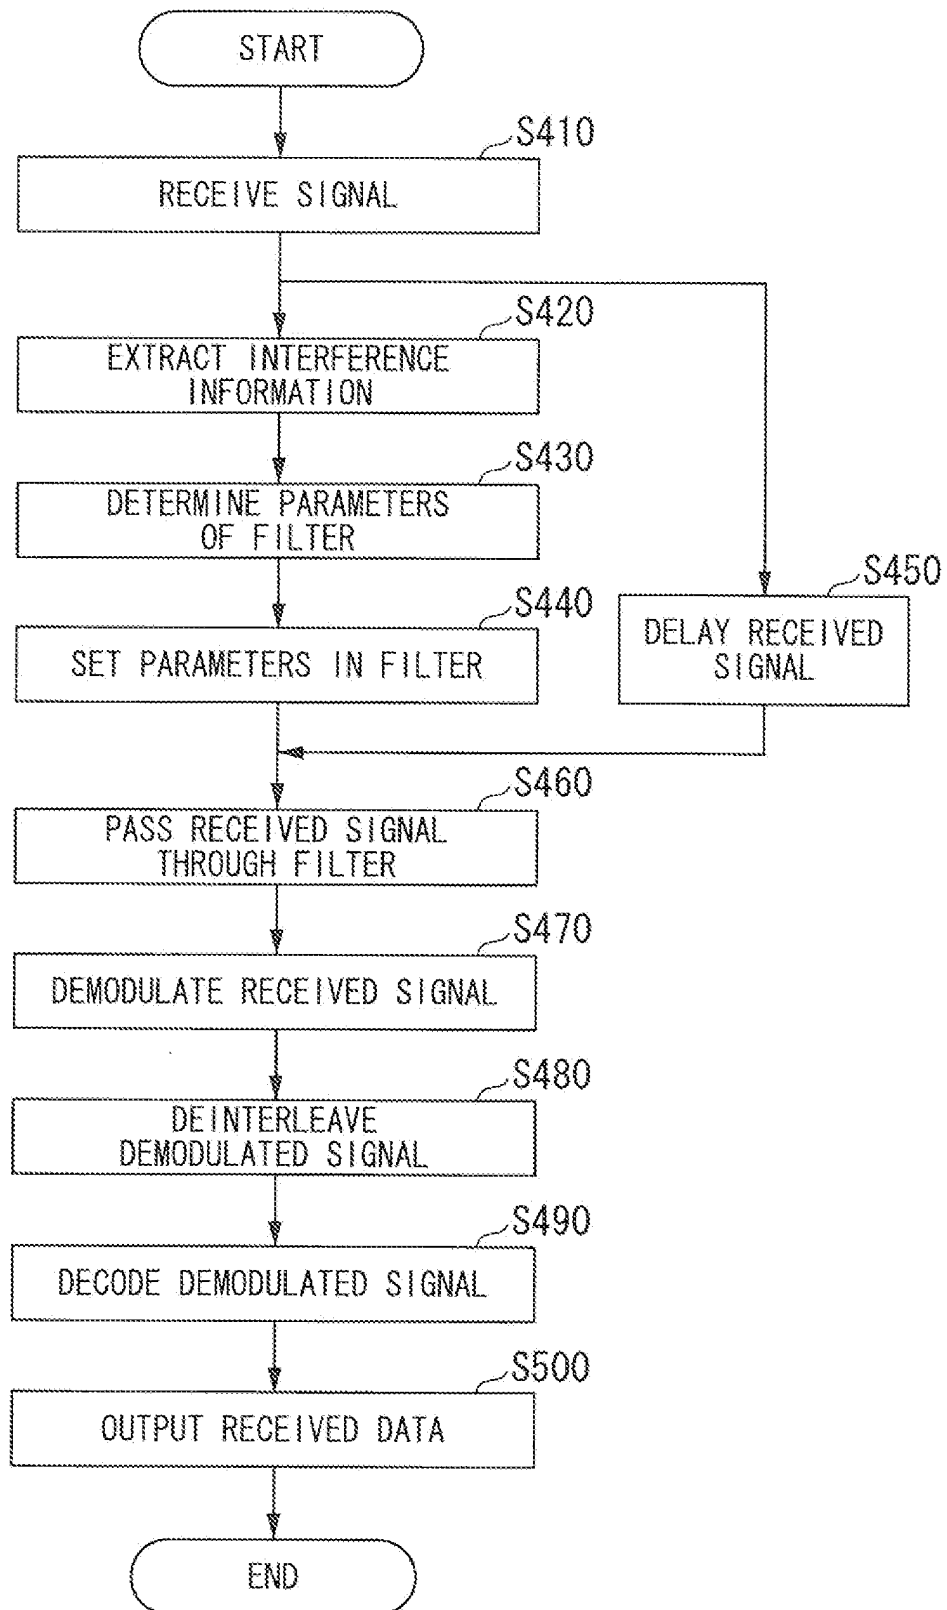 START
S410
RECEIVE SIGNAL
S420
EXTRACT INTERFERENCE
INFORMATION
S430
DETERMINE PARAMETERS
OF FILTER
S440
SET PARAMETERS IN FILTER
S450
DELAY RECEIVED
SIGNAL
S460
PASS RECEIVED SIGNAL
THROUGH FILTER
S470
DEMODULATE RECEIVED SIGNAL
S480
DEINTERLEAVE
DEMODULATED SIGNAL
S490
DECODE DEMODULATED SIGNAL
S500
OUTPUT RECEIVED DATA
END